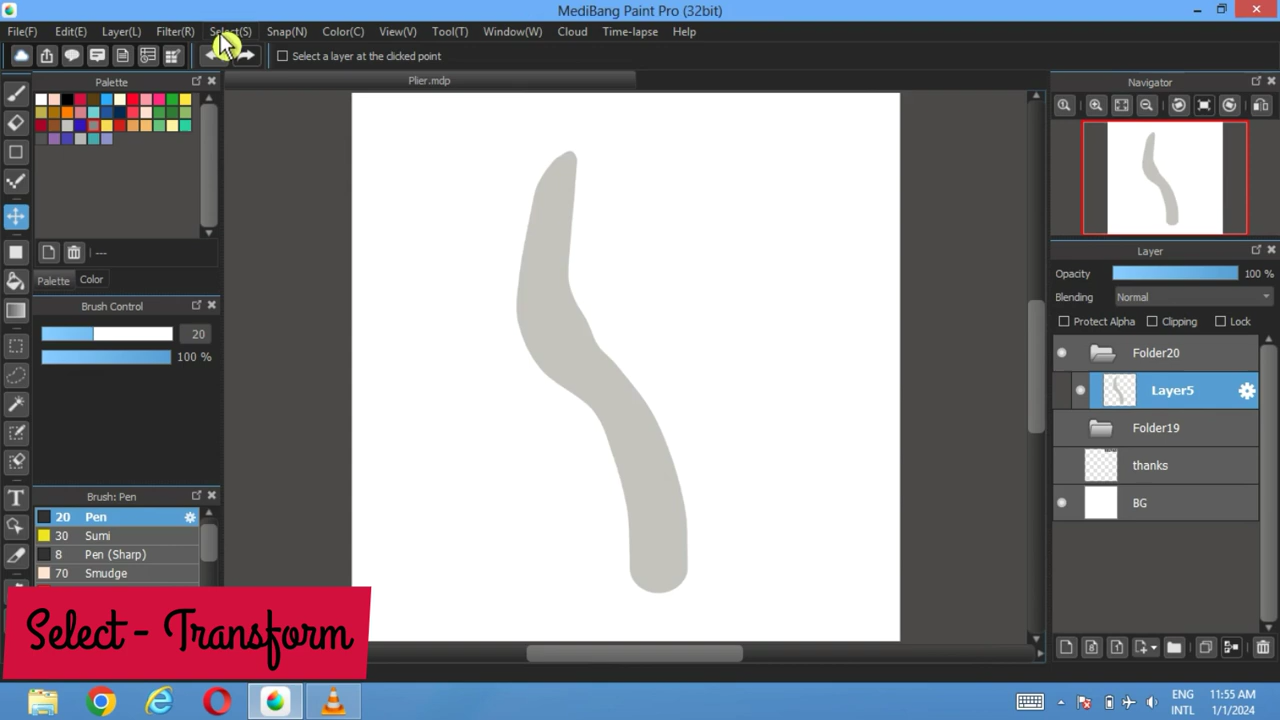 MediBang Paint Pro (32bit)
File(F) Edit(E) Layer(L) Filter(R) Select(S) Snap(N) Color(C) View(V) Tool(T) Window(W) Cloud Time-lapse Help
Select a layer at the clicked point
Palette
Plier.mdp
Navigator
---
Palette Color
Brush Control
20
100 %
Brush: Pen
20 Pen
30 Sumi
8 Pen (Sharp)
70 Smudge
Layer
Opacity 100 %
Blending Normal
Protect Alpha Clipping Lock
Folder20
Layer5
Folder19
thanks
BG
Select - Transform
ENG
INTL
11:55 AM
1/1/2024